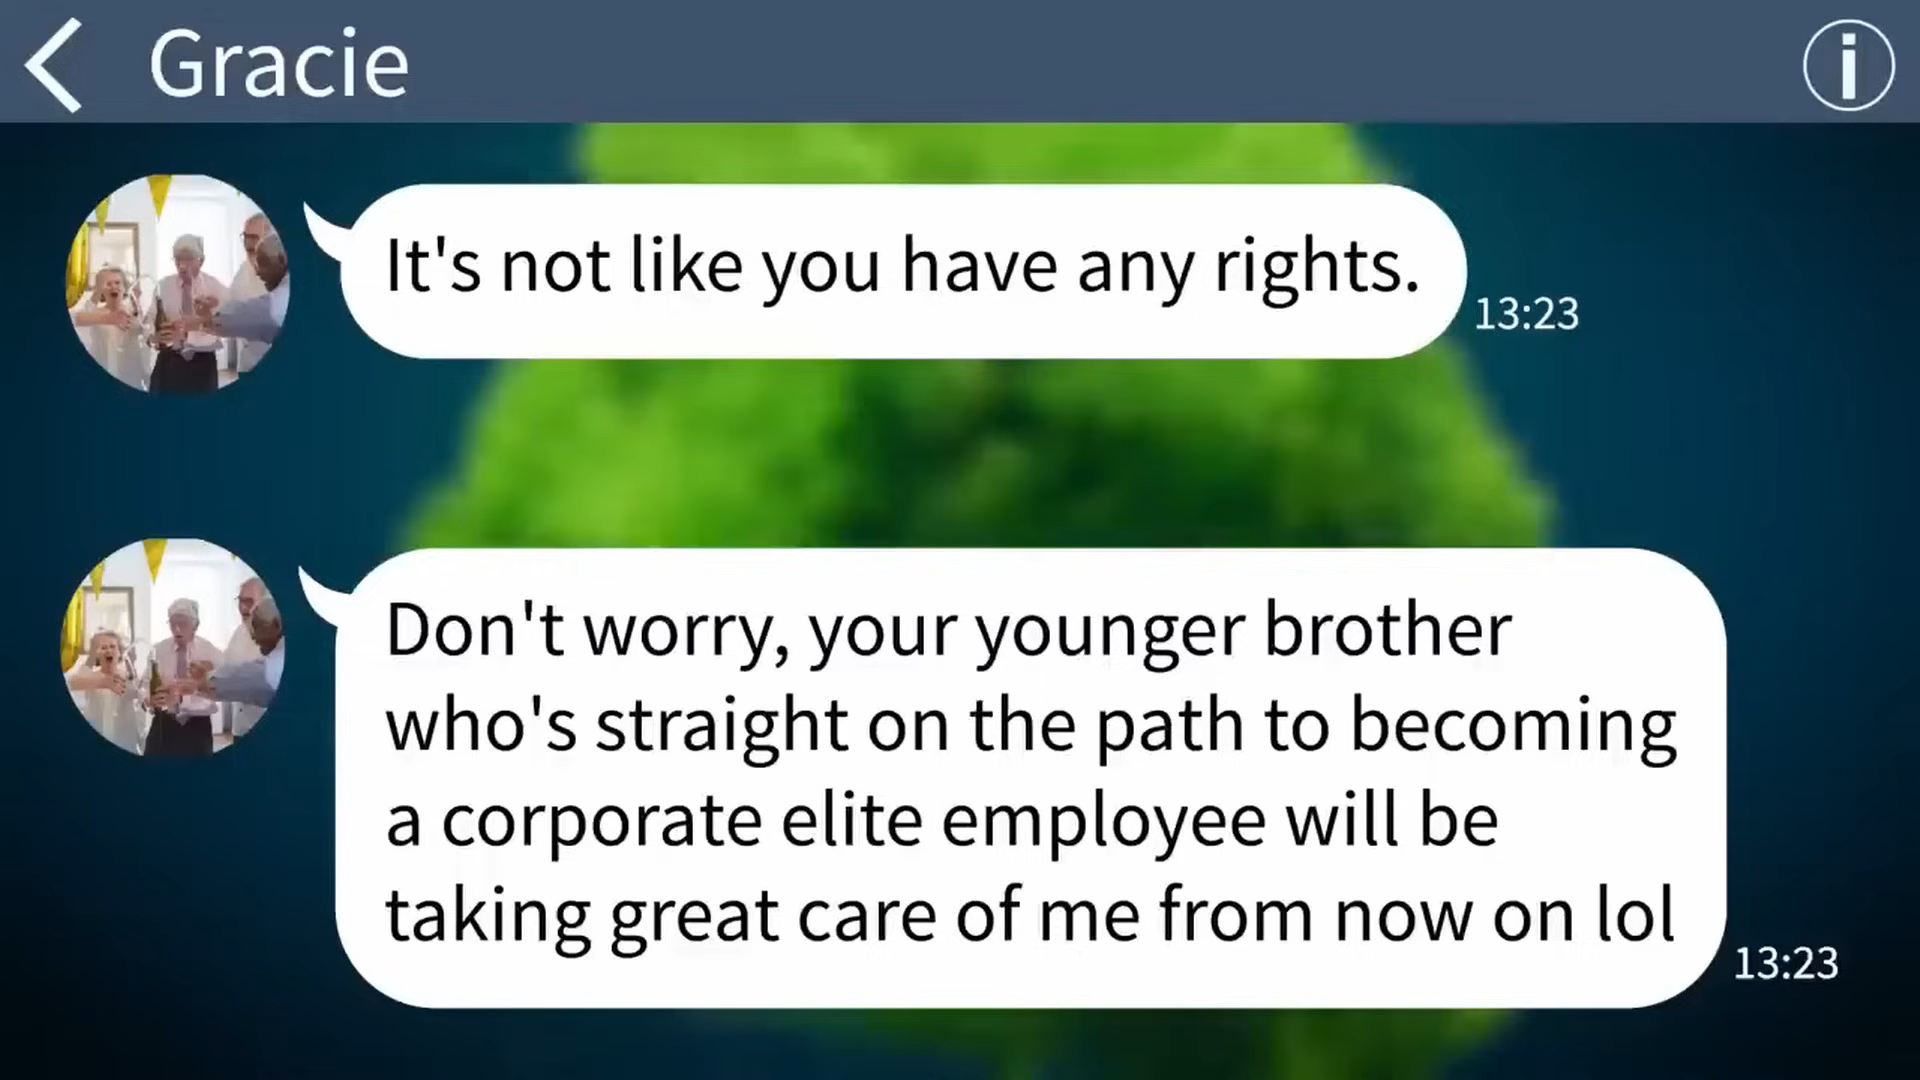 Gracie
It's not like you have any rights.
13:23
Don't worry, your younger brother
who's straight on the path to becoming
a corporate elite employee will be
taking great care of me from now on lol
13:23